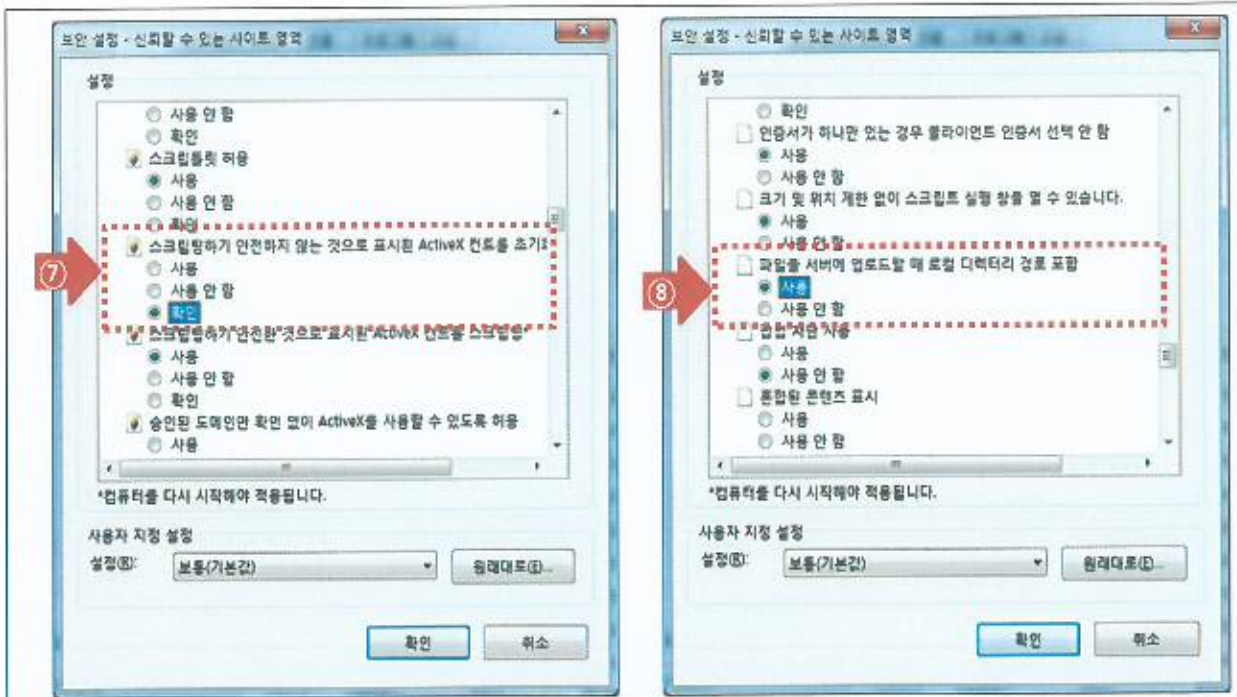 보안 설정 - 신뢰할 수 있는 사이트 영역
설정
사용 안 함
확인
스크립틀릿 허용
사용
사용 안 함
확인
⑦
스크립팅하기 안전하지 않는 것으로 표시된 ActiveX 컨트롤 초기화
사용
사용 안 함
확인
스크립팅하기 안전한 것으로 표시된 ActiveX 컨트롤 스크립팅
사용
사용 안 함
확인
승인된 도메인만 확인 없이 ActiveX를 사용할 수 있도록 허용
사용
*컴퓨터를 다시 시작해야 적용됩니다.
사용자 지정 설정
설정(R):
보통(기본값)
원래대로(E)...
확인
취소
보안 설정 - 신뢰할 수 있는 사이트 영역
설정
확인
인증서가 하나만 있는 경우 클라이언트 인증서 선택 안 함
사용
사용 안 함
크기 및 위치 제한 없이 스크립트 실행 창을 열 수 있습니다.
사용
사용 안 함
⑧
파일을 서버에 업로드할 때 로컬 디렉터리 경로 포함
사용
사용 안 함
팝업 차단 사용
사용
사용 안 함
혼합된 콘텐츠 표시
사용
사용 안 함
*컴퓨터를 다시 시작해야 적용됩니다.
사용자 지정 설정
설정(R):
보통(기본값)
원래대로(E)...
확인
취소